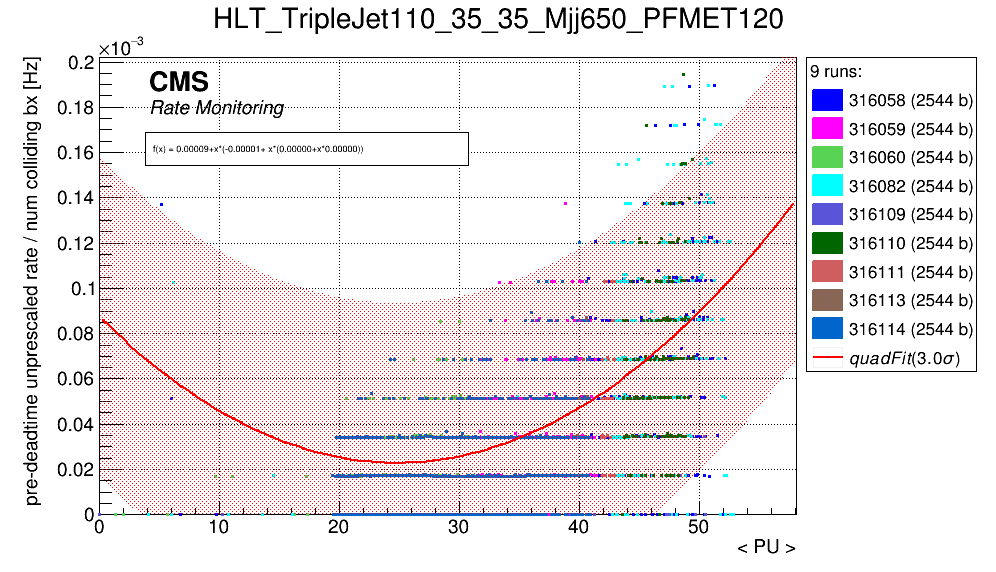 HLT_TripleJet110_35_35_Mjj650_PFMET120
×10⁻³
pre-deadtime unprescaled rate / num colliding bx [Hz]
0.2
0.18
0.16
0.14
0.12
0.1
0.08
0.06
0.04
0.02
0
CMS
Rate Monitoring
f(x) = 0.00009+x*(-0.00001+ x*(0.00000+x*0.00000))
0 10 20 30 40 50
< PU >
9 runs:
316058 (2544 b)
316059 (2544 b)
316060 (2544 b)
316082 (2544 b)
316109 (2544 b)
316110 (2544 b)
316111 (2544 b)
316113 (2544 b)
316114 (2544 b)
quadFit(3.0σ)